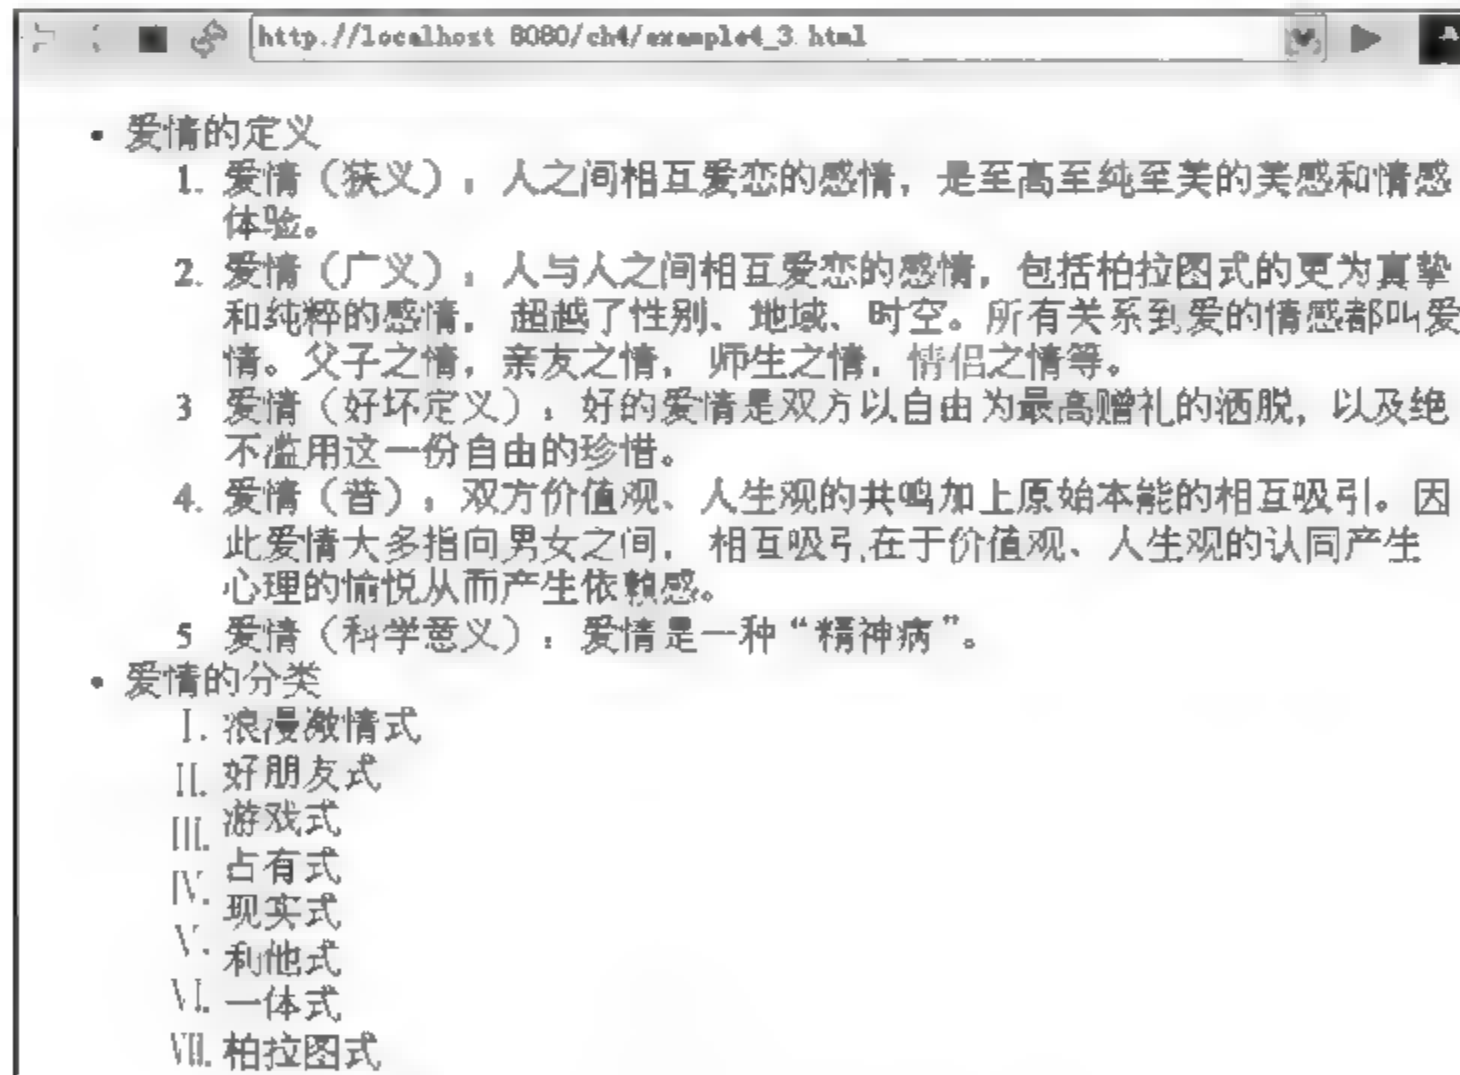 http://localhost 8080/ch4/example4_3.html
• 爱情的定义
1. 爱情（狭义）：人之间相互爱恋的感情，是至高至纯至美的美感和情感
体验。
2. 爱情（广义）：人与人之间相互爱恋的感情，包括柏拉图式的更为真挚
和纯粹的感情，超越了性别、地域、时空。所有关系到爱的情感都叫爱
情。父子之情，亲友之情，师生之情，情侣之情等。
3 爱情（好坏定义）：好的爱情是双方以自由为最高赠礼的洒脱，以及绝
不滥用这一份自由的珍惜。
4. 爱情（普）：双方价值观、人生观的共鸣加上原始本能的相互吸引。因
此爱情大多指向男女之间，相互吸引在于价值观、人生观的认同产生
心理的愉悦从而产生依赖感。
5 爱情（科学意义）：爱情是一种“精神病”。
• 爱情的分类
I. 浪漫激情式
II. 好朋友式
III. 游戏式
IV. 占有式
V. 现实式
VI. 利他式
VII. 一体式
柏拉图式